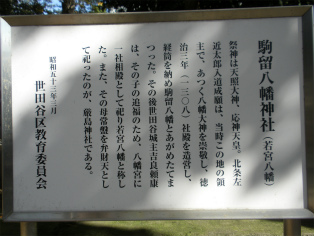 駒留八幡神社（若宮八幡）
祭神は天照大神、応神天皇。北条左
近太郎入道成願は、当時この地の領
主で、あつく八幡大神を崇敬し、徳
治三年（一三〇八）社殿を造営し、
経筒を納め駒留八幡とあがめたてま
つった。その後世田谷城主吉良頼康
は、その子の追福のため、八幡宮に
一社相殿として祀り若宮八幡と称し
た。また、その母常盤を弁財天とし
て祀ったのが、厳島神社である。
昭和五十三年三月
世田谷区教育委員会